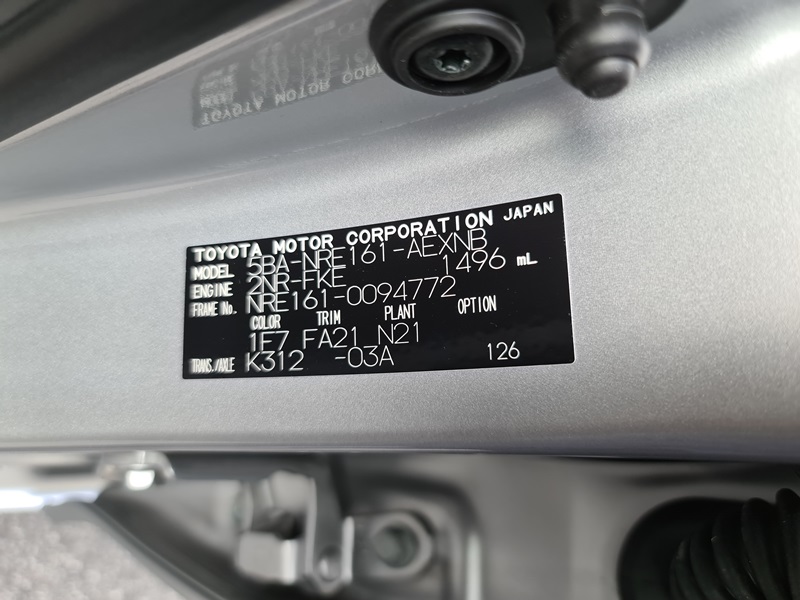 TOYOTA MOTOR CORPORATION JAPAN
MODEL 5BA-NRE161-AEXNB
ENGINE 2NR-FKE 1496 mL
FRAME No. NRE161-0094772
COLOR TRIM PLANT OPTION
1F7 FA21 N21
TRANS./AXLE K312 -03A 126